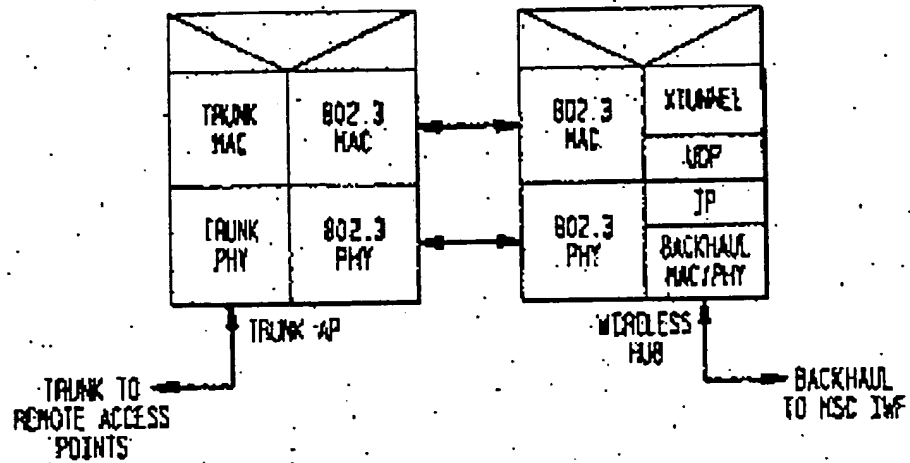 TRUNK
MAC
802.3
MAC
802.3
MAC
XTUNNEL
UDP
IP
TRUNK
PHY
802.3
PHY
802.3
PHY
BACKHAUL
MAC/PHY
TRUNK AP
WIRELESS
HUB
TRUNK TO
REMOTE ACCESS
POINTS
BACKHAUL
TO MSC IWF